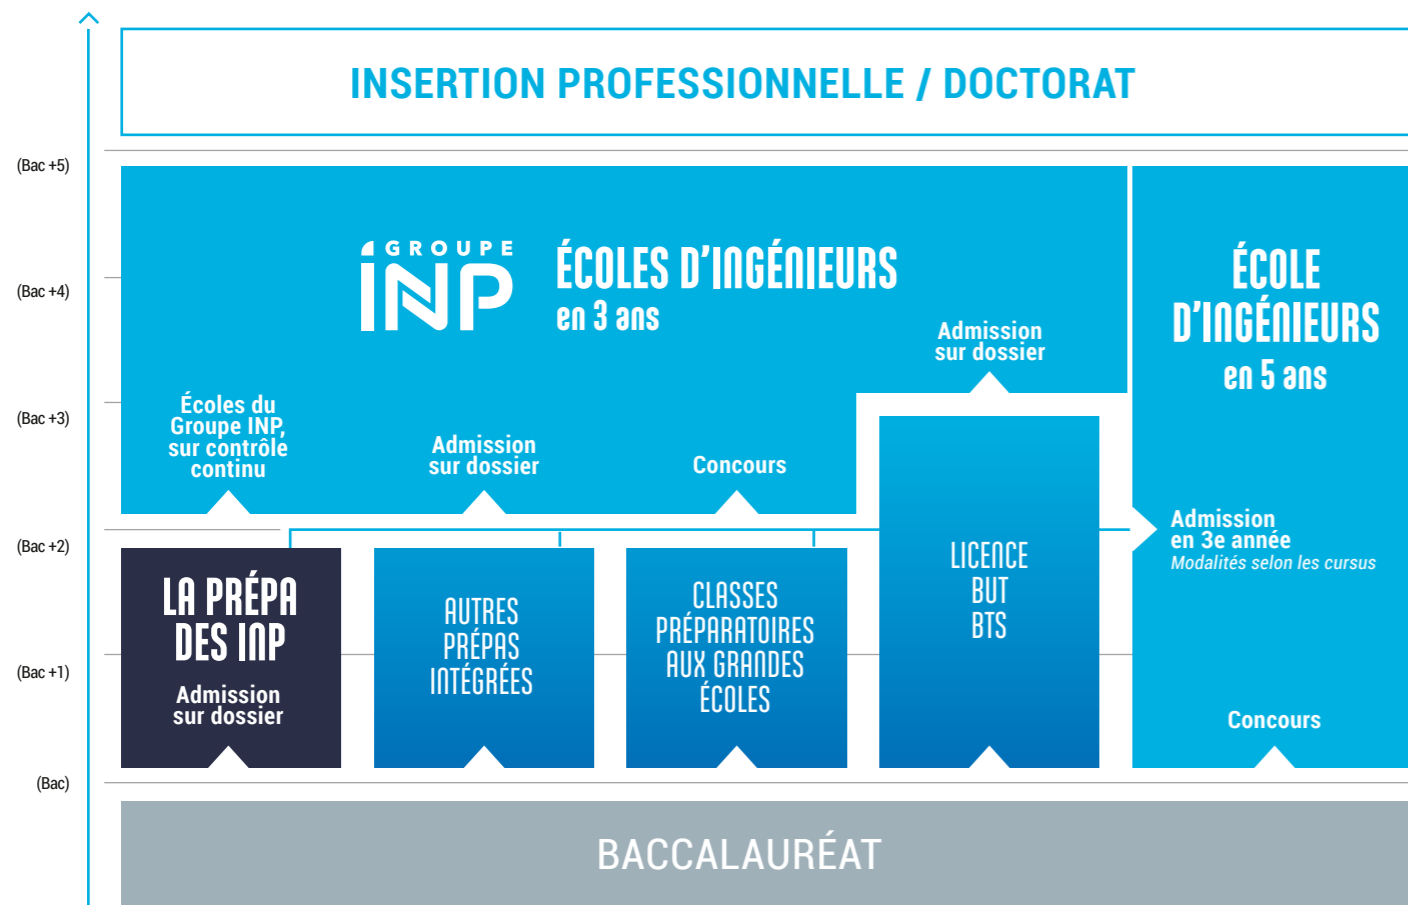 INSERTION PROFESSIONNELLE / DOCTORAT
(Bac +5)
(Bac +4)
(Bac +3)
(Bac +2)
(Bac +1)
(Bac)
GROUPE
INP
ÉCOLES D'INGÉNIEURS
en 3 ans
ÉCOLE
D'INGÉNIEURS
en 5 ans
Écoles du
Groupe INP,
sur contrôle
continu
Admission
sur dossier
Concours
Admission
sur dossier
Admission
en 3e année
Modalités selon les cursus
LA PRÉPA
DES INP
Admission
sur dossier
AUTRES
PRÉPAS
INTÉGRÉES
CLASSES
PRÉPARATOIRES
AUX GRANDES
ÉCOLES
LICENCE
BUT
BTS
Concours
BACCALAURÉAT